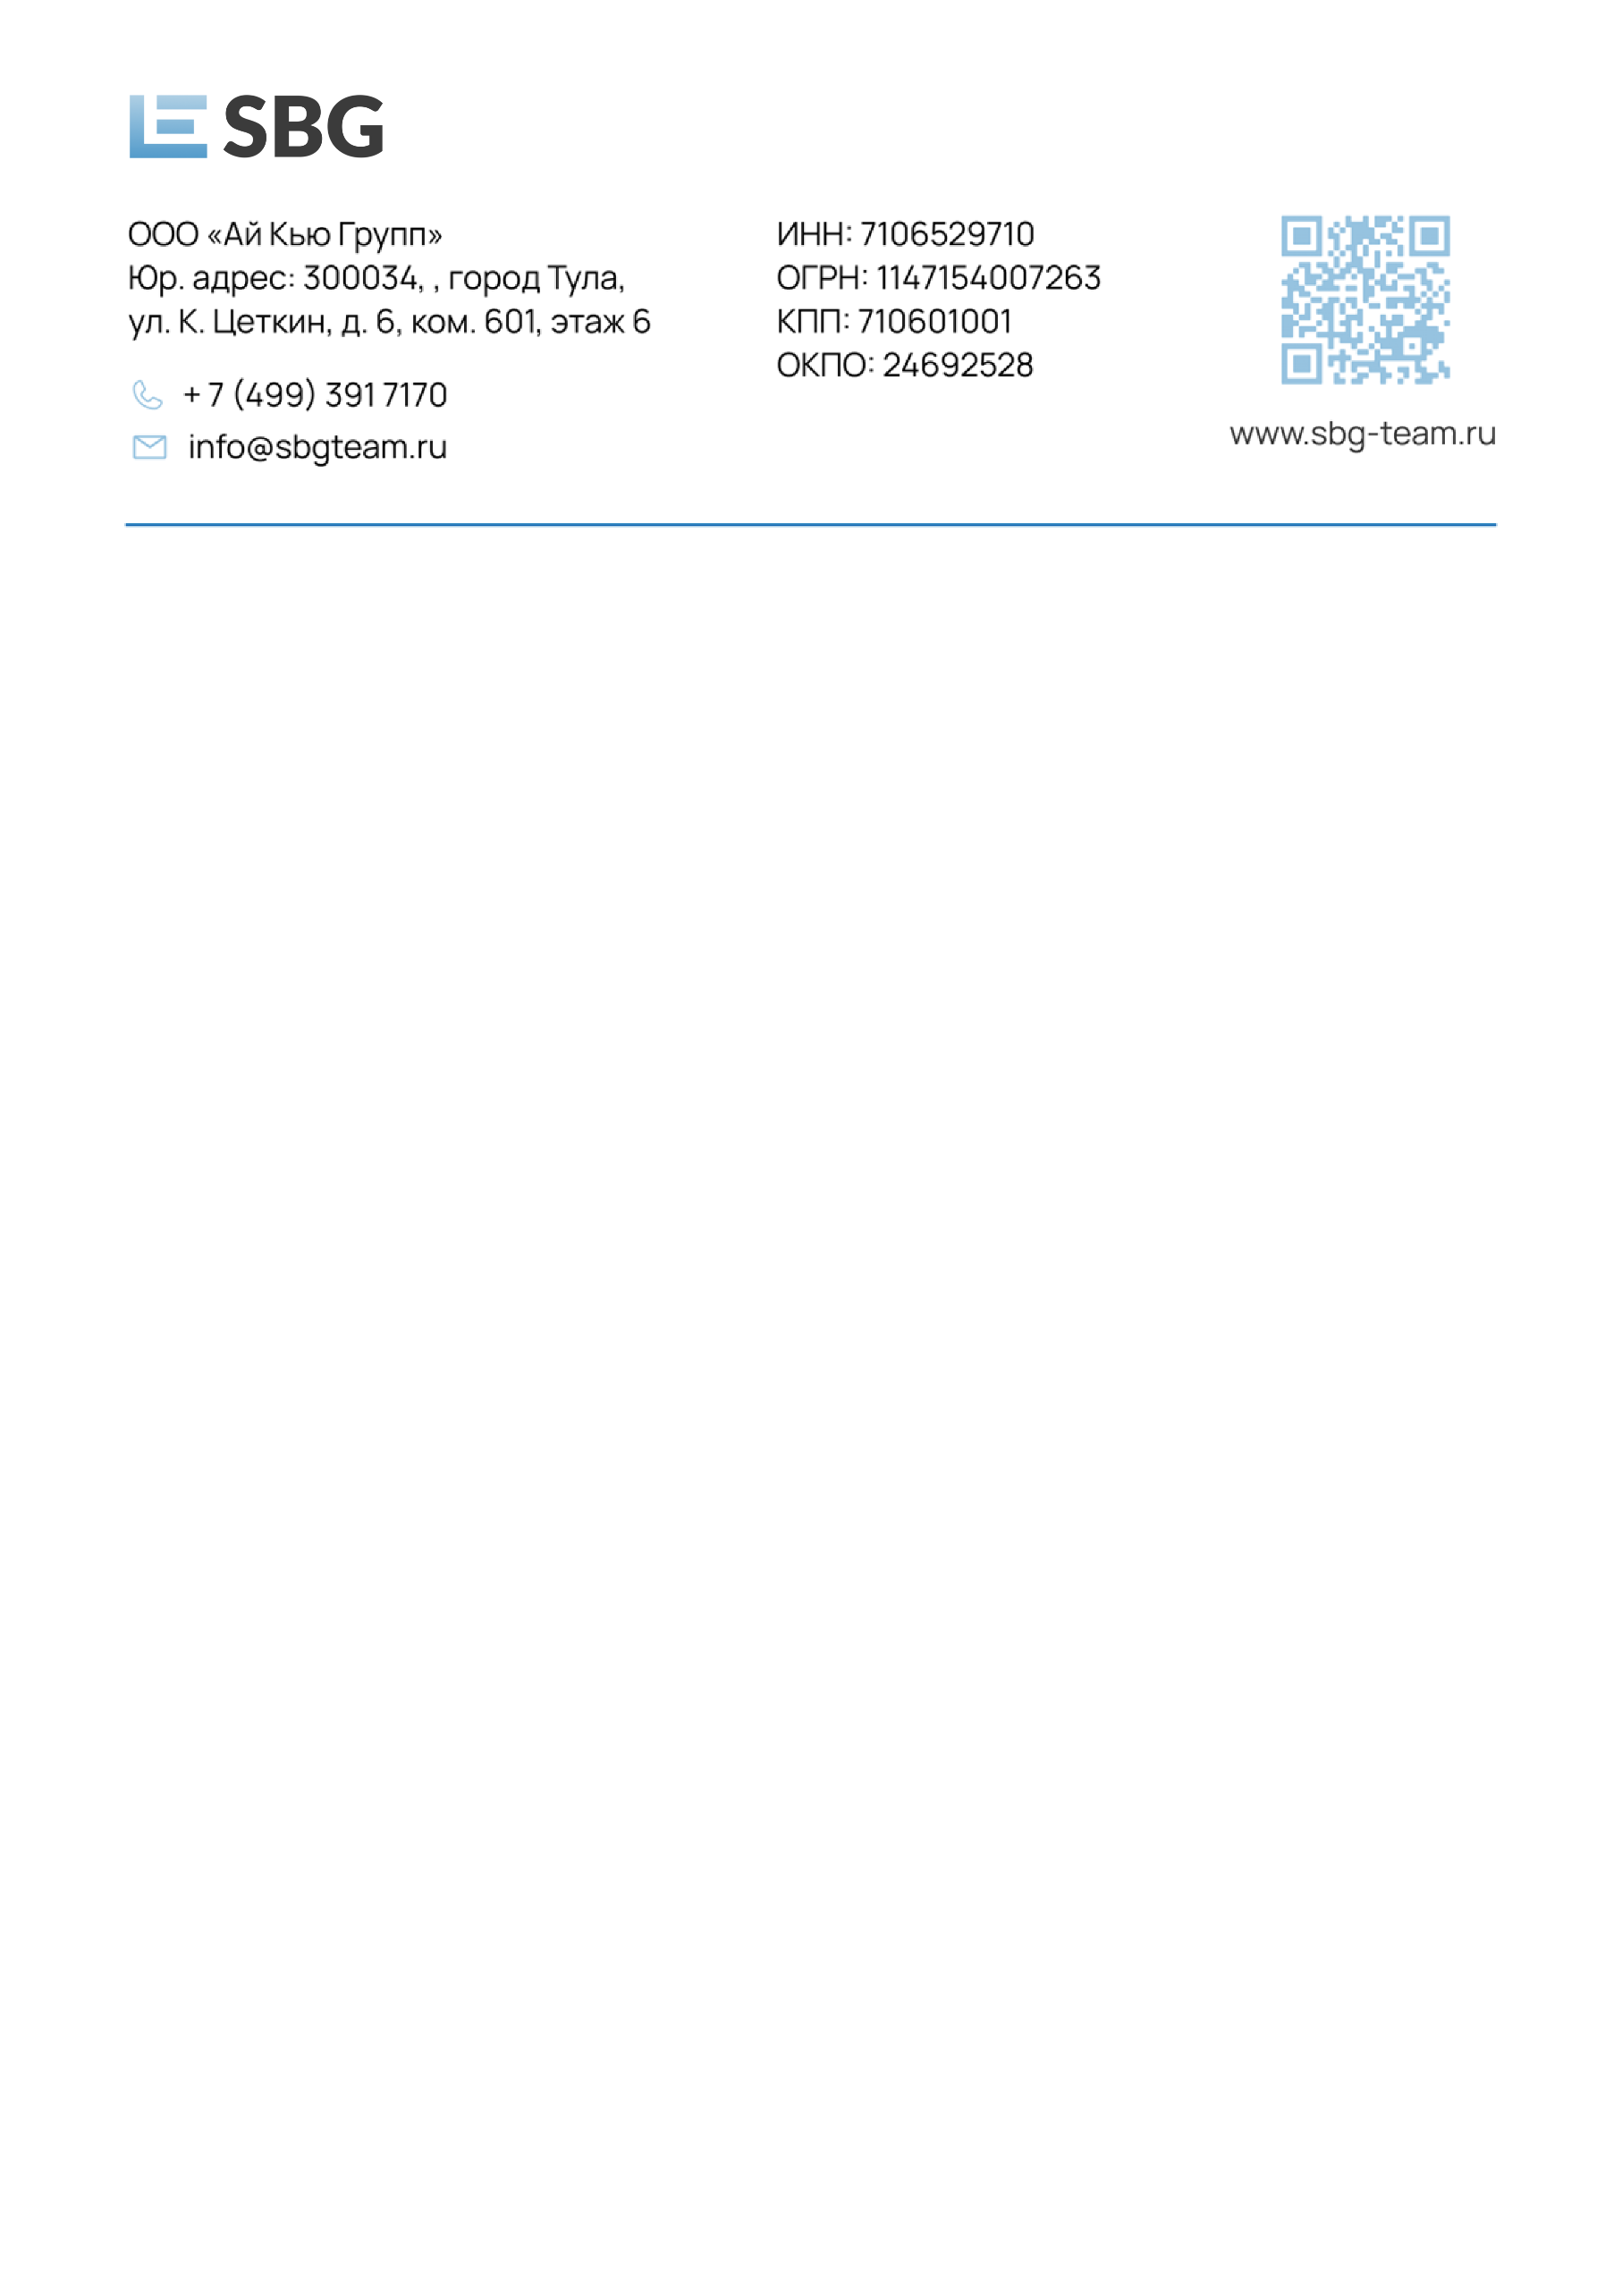 SBG
ООО «Ай Кью Групп»
Юр. адрес: 300034, , город Тула,
ул. К. Цеткин, д. 6, ком. 601, этаж 6
+ 7 (499) 391 7170
info@sbgteam.ru
ИНН: 7106529710
ОГРН: 1147154007263
КПП: 710601001
ОКПО: 24692528
www.sbg-team.ru